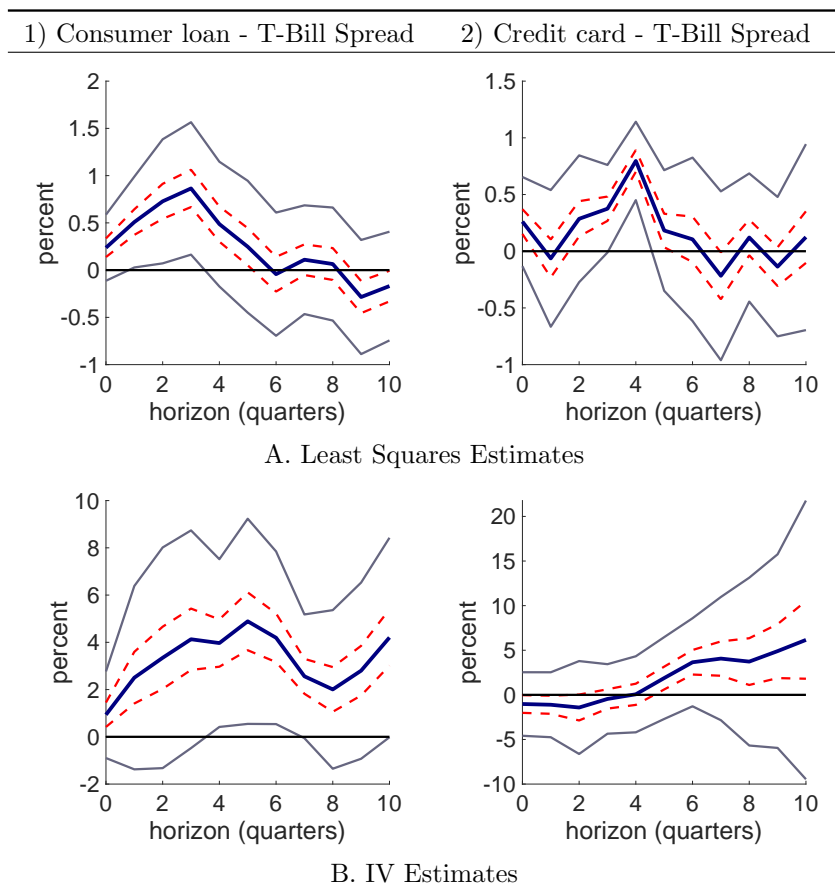 1) Consumer loan - T-Bill Spread 2) Credit card - T-Bill Spread
2
1.5
1
0.5
0
-0.5
-1
percent
0 2 4 6 8 10
horizon (quarters)
1.5
1
0.5
0
-0.5
-1
percent
0 2 4 6 8 10
horizon (quarters)
A. Least Squares Estimates
10
8
6
4
2
0
-2
percent
0 2 4 6 8 10
horizon (quarters)
20
15
10
5
0
-5
-10
percent
0 2 4 6 8 10
horizon (quarters)
B. IV Estimates